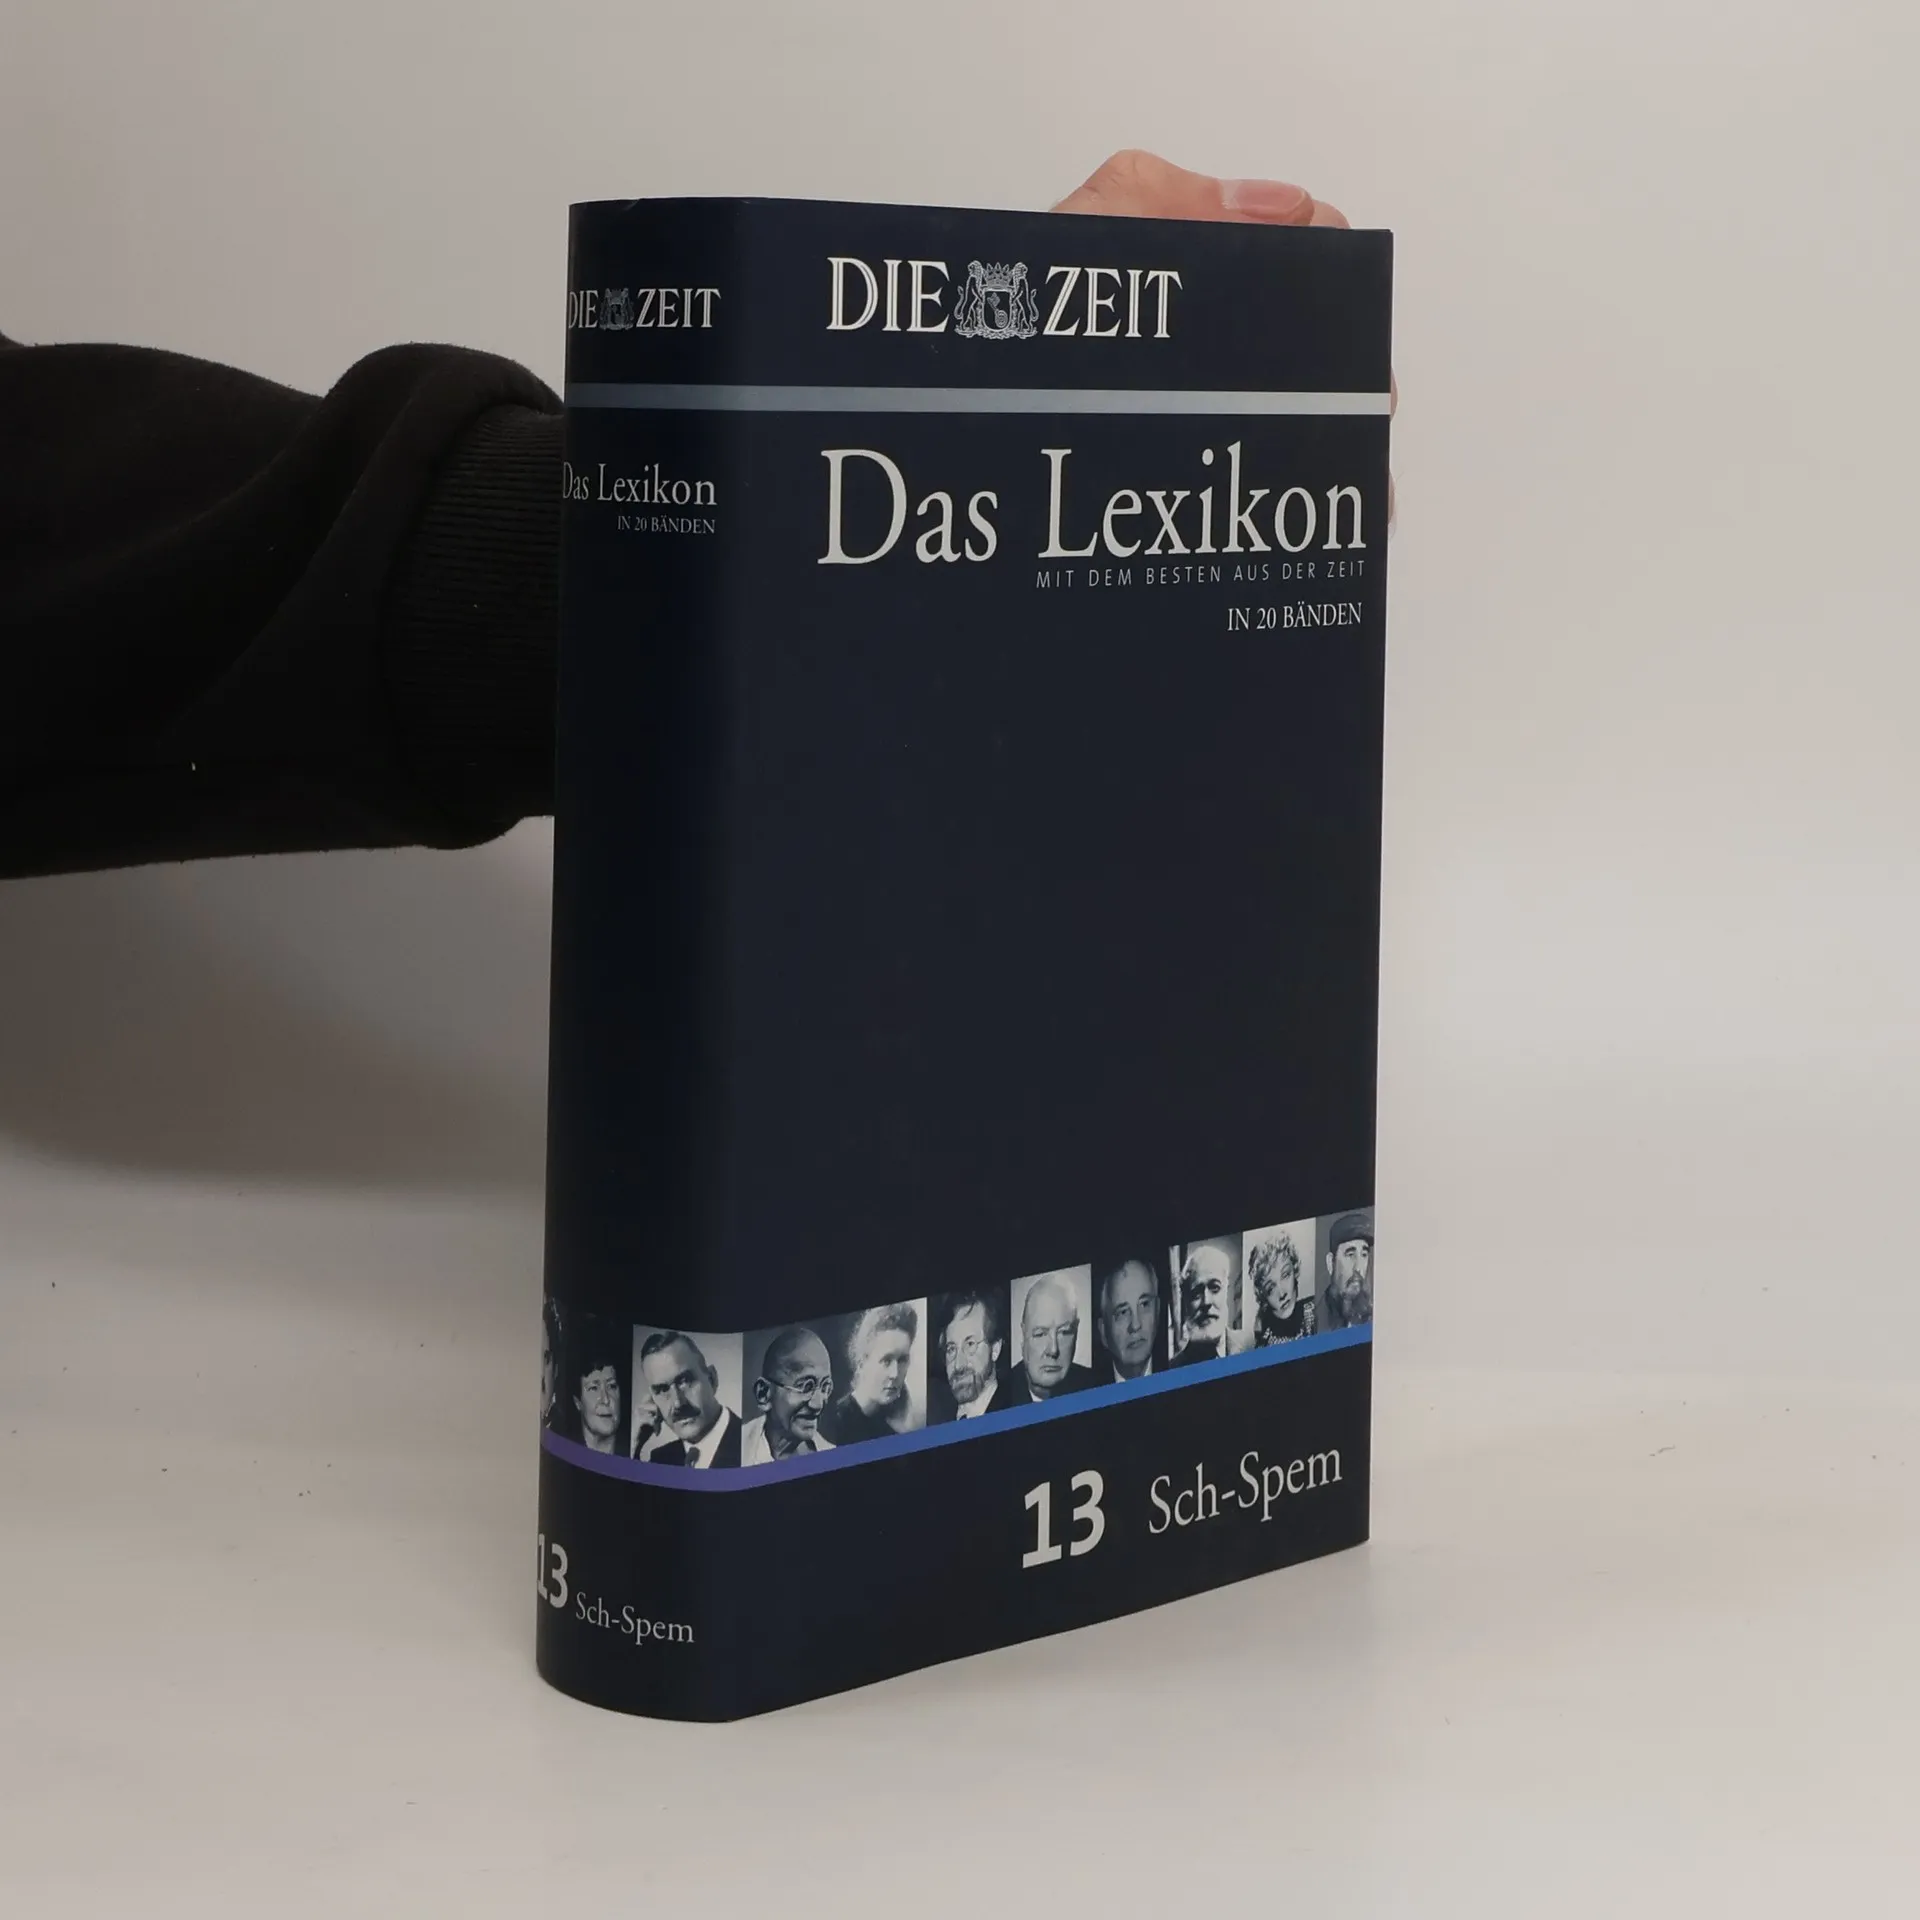 DIE ZEIT
Das Lexikon
IN 20 BÄNDEN
13 Sch-Spem
DIE ZEIT
Das Lexikon
MIT DEM BESTEN AUS DER ZEIT
IN 20 BÄNDEN
13 Sch-Spem